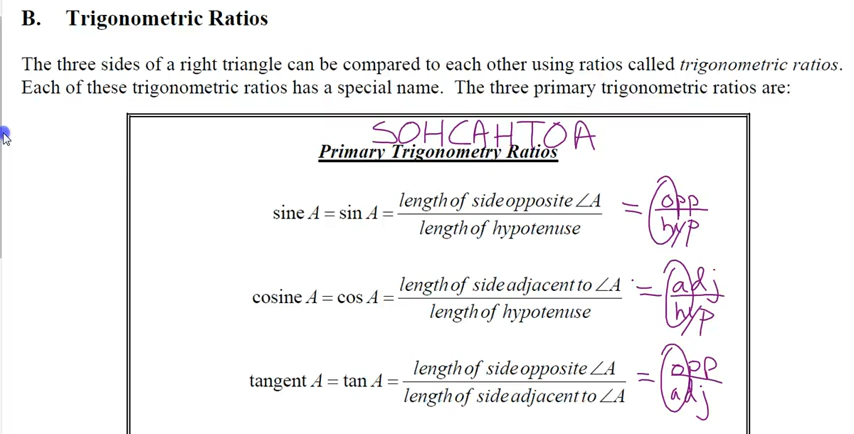 B. Trigonometric Ratios
The three sides of a right triangle can be compared to each other using ratios called trigonometric ratios.
Each of these trigonometric ratios has a special name. The three primary trigonometric ratios are:
SOHCAHTOA
Primary Trigonometry Ratios
sine A = sin A = length of side opposite ∠A / length of hypotenuse = opp / hyp
cosine A = cos A = length of side adjacent to ∠A / length of hypotenuse = adj / hyp
tangent A = tan A = length of side opposite ∠A / length of side adjacent to ∠A = opp / adj